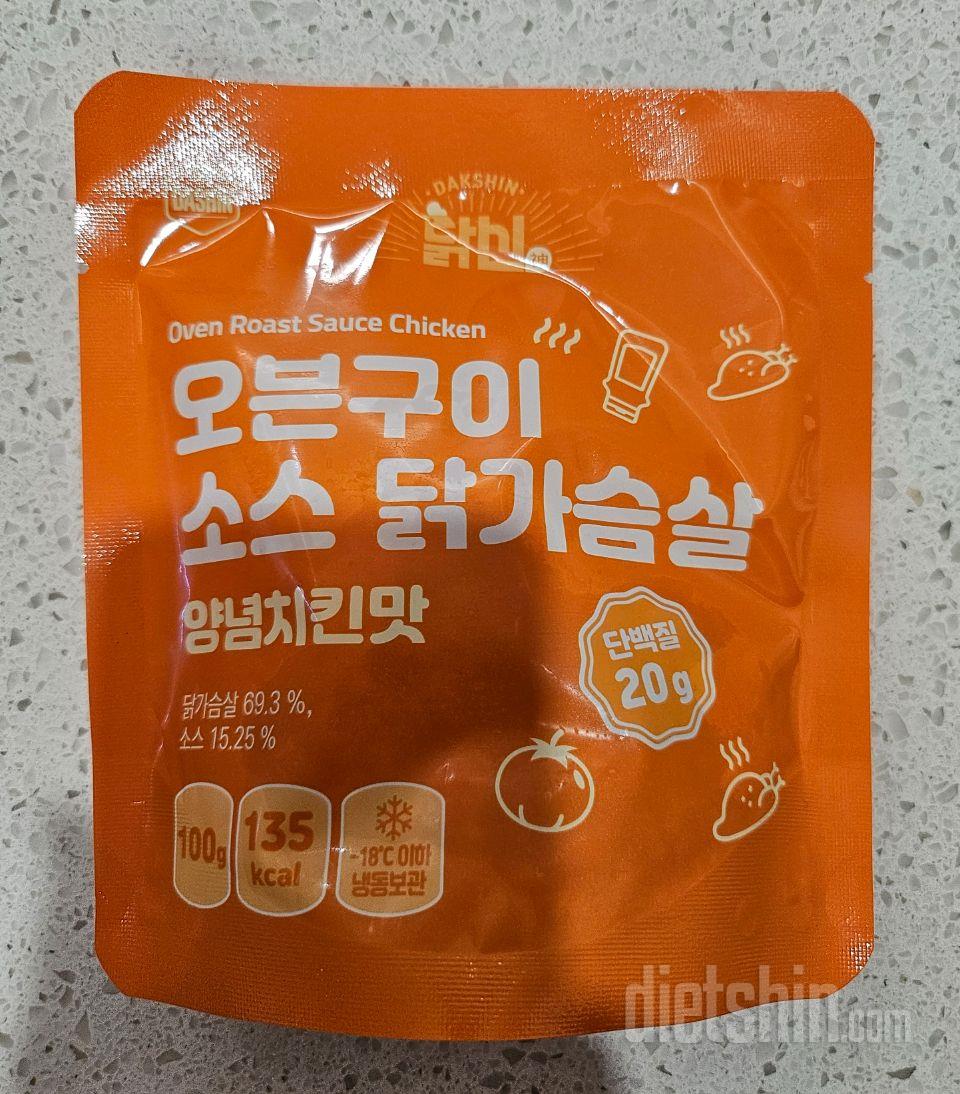 DASHIN
DAKSHIN
닭신
神
Oven Roast Sauce Chicken
오븐구이
소스 닭가슴살
양념치킨맛
단백질
20g
닭가슴살 69.3 %,
소스 15.25 %
100g
135
kcal
-18℃ 이하
냉동보관
dietshin.com